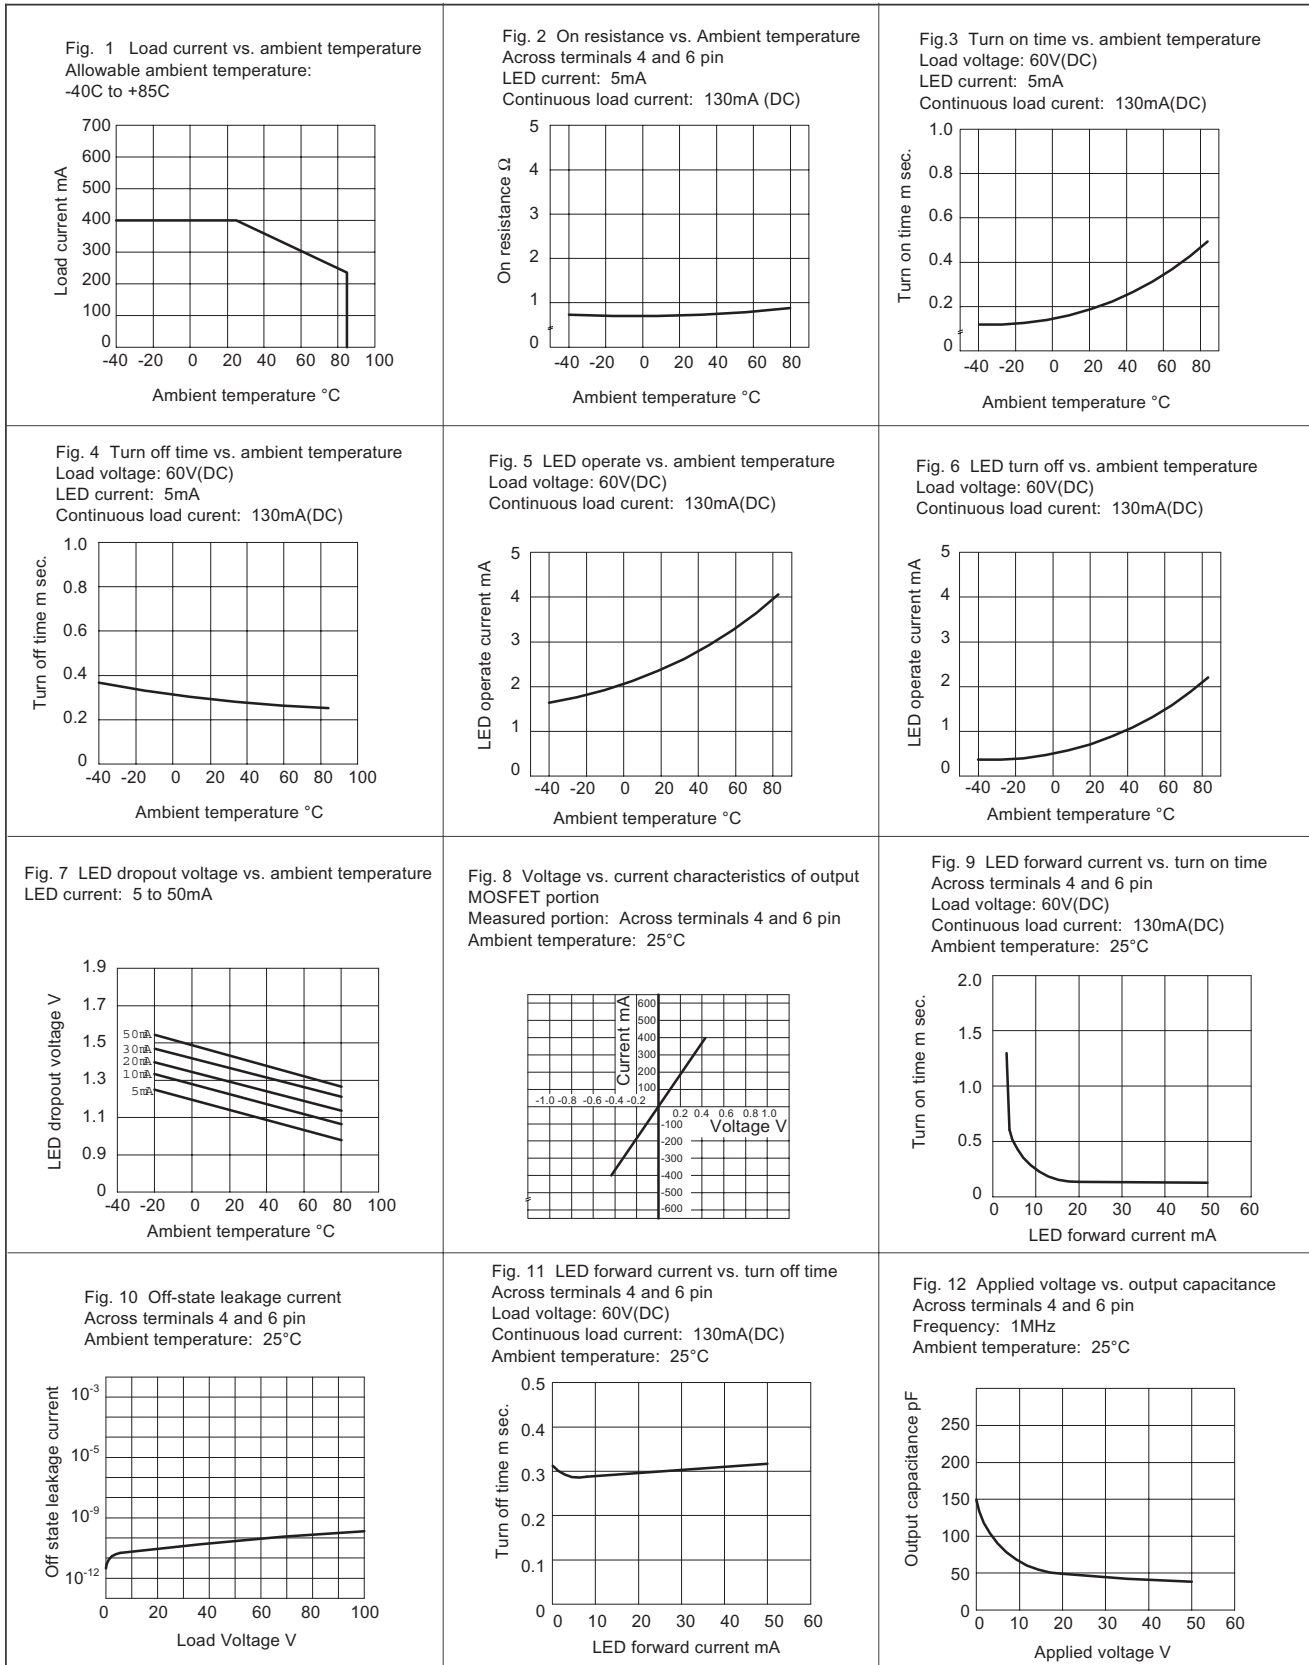 Fig. 1 Load current vs. ambient temperature
Allowable ambient temperature:
-40C to +85C
700
600
500
400
300
200
100
0
Load current mA
-40 -20 0 20 40 60 80 100
Ambient temperature °C
Fig. 2 On resistance vs. Ambient temperature
Across terminals 4 and 6 pin
LED current: 5mA
Continuous load current: 130mA (DC)
5
4
3
2
1
0
On resistance Ω
-40 -20 0 20 40 60 80
Ambient temperature °C
Fig.3 Turn on time vs. ambient temperature
Load voltage: 60V(DC)
LED current: 5mA
Continuous load curent: 130mA(DC)
1.0
0.8
0.6
0.4
0.2
0
Turn on time m sec.
-40 -20 0 20 40 60 80
Ambient temperature °C
Fig. 4 Turn off time vs. ambient temperature
Load voltage: 60V(DC)
LED current: 5mA
Continuous load curent: 130mA(DC)
1.0
0.8
0.6
0.4
0.2
0
Turn off time m sec.
-40 -20 0 20 40 60 80 100
Ambient temperature °C
Fig. 5 LED operate vs. ambient temperature
Load voltage: 60V(DC)
Continuous load curent: 130mA(DC)
5
4
3
2
1
0
LED operate current mA
-40 -20 0 20 40 60 80
Ambient temperature °C
Fig. 6 LED turn off vs. ambient temperature
Load voltage: 60V(DC)
Continuous load curent: 130mA(DC)
5
4
3
2
1
0
LED operate current mA
-40 -20 0 20 40 60 80
Ambient temperature °C
Fig. 7 LED dropout voltage vs. ambient temperature
LED current: 5 to 50mA
1.9
1.7
1.5
1.3
1.1
0.9
0
LED dropout voltage V
50mA
30mA
20mA
10mA
5mA
-40 -20 0 20 40 60 80 100
Ambient temperature °C
Fig. 8 Voltage vs. current characteristics of output
MOSFET portion
Measured portion: Across terminals 4 and 6 pin
Ambient temperature: 25°C
Current mA
600
500
400
300
200
100
-1.0 -0.8 -0.6 -0.4 -0.2
0.2 0.4 0.6 0.8 1.0
Voltage V
-100
-200
-300
-400
-500
-600
Fig. 9 LED forward current vs. turn on time
Across terminals 4 and 6 pin
Load voltage: 60V(DC)
Continuous load current: 130mA(DC)
Ambient temperature: 25°C
2.0
1.5
1.0
0.5
0
Turn on time m sec.
0 10 20 30 40 50 60
LED forward current mA
Fig. 10 Off-state leakage current
Across terminals 4 and 6 pin
Ambient temperature: 25°C
10-3
10-5
10-9
10-12
Off state leakage current
0 20 40 60 80 100
Load Voltage V
Fig. 11 LED forward current vs. turn off time
Across terminals 4 and 6 pin
Load voltage: 60V(DC)
Continuous load current: 130mA(DC)
Ambient temperature: 25°C
0.5
0.4
0.3
0.2
0.1
0
Turn off time m sec.
0 10 20 30 40 50 60
LED forward current mA
Fig. 12 Applied voltage vs. output capacitance
Across terminals 4 and 6 pin
Frequency: 1MHz
Ambient temperature: 25°C
250
200
150
100
50
0
Output capacitance pF
0 10 20 30 40 50 60
Applied voltage V